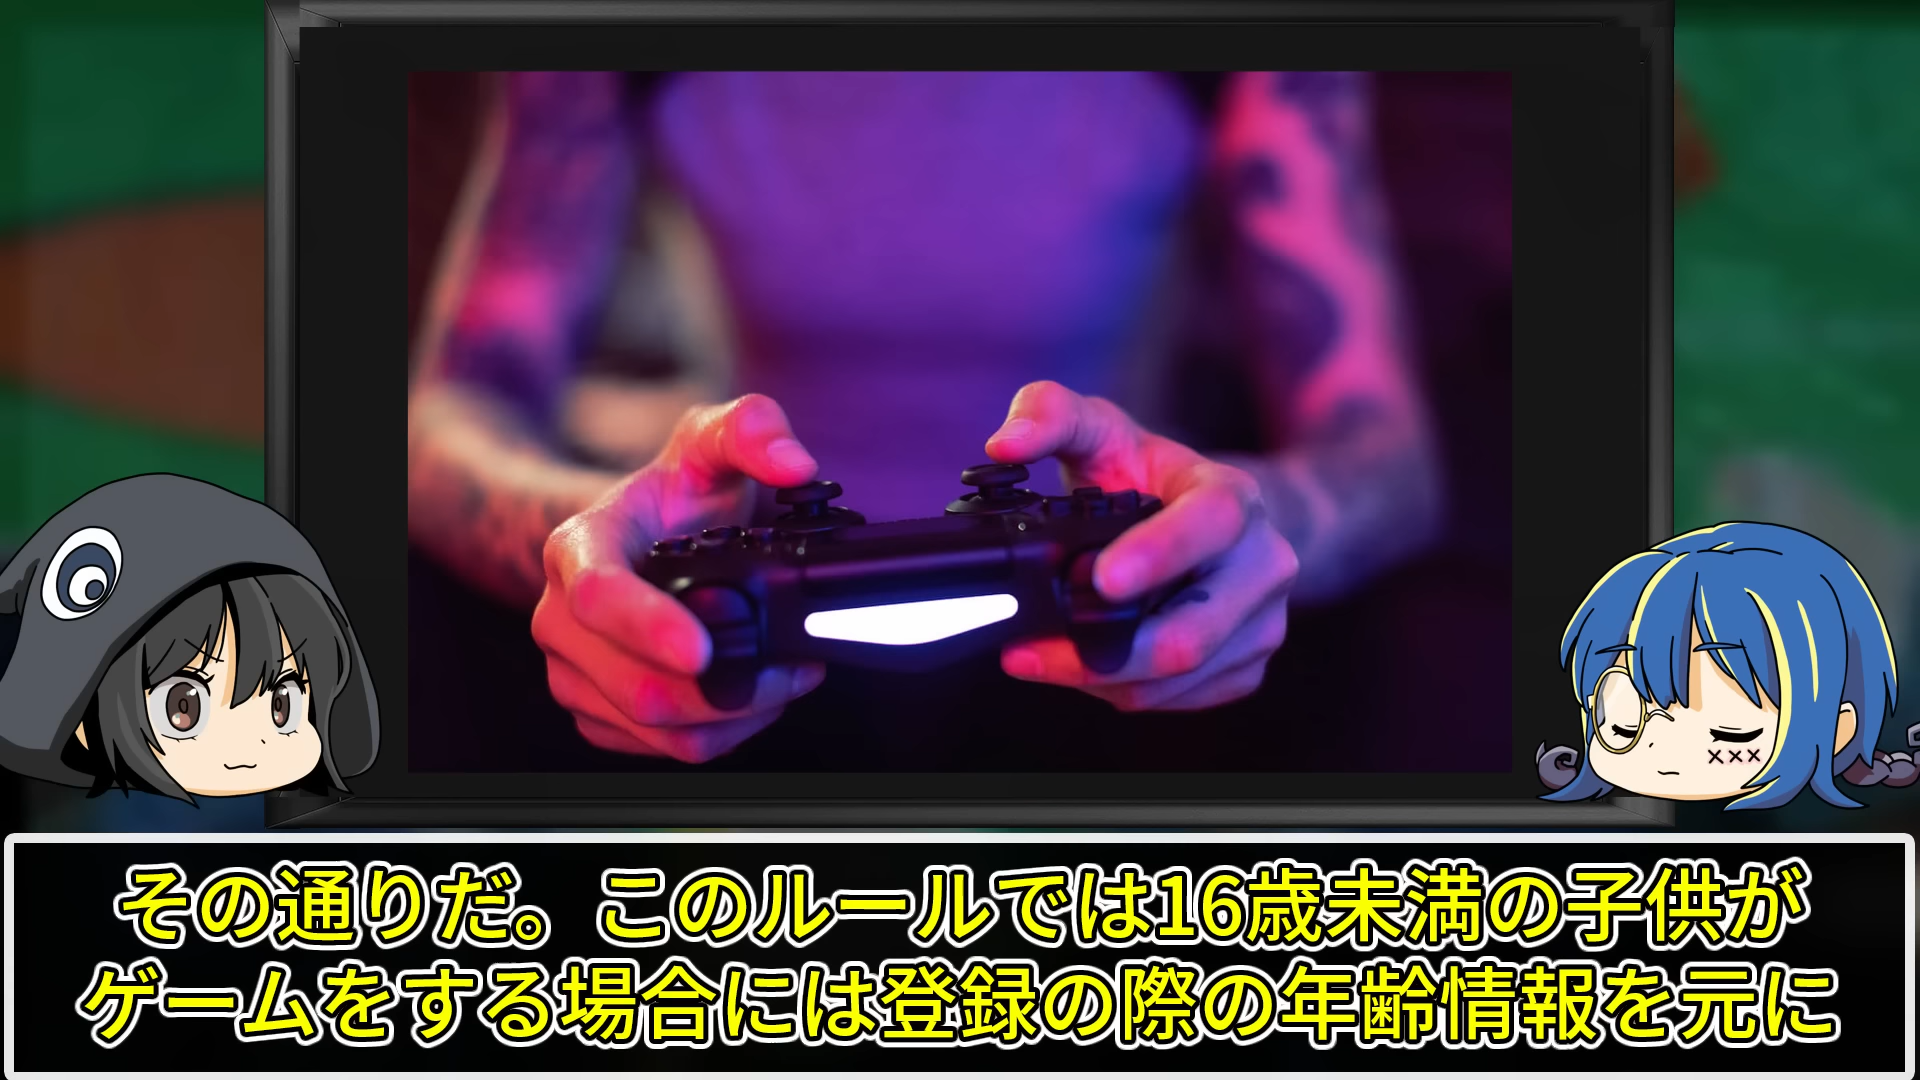 その通りだ。このルールでは16歳未満の子供が
ゲームをする場合には登録の際の年齢情報を元に